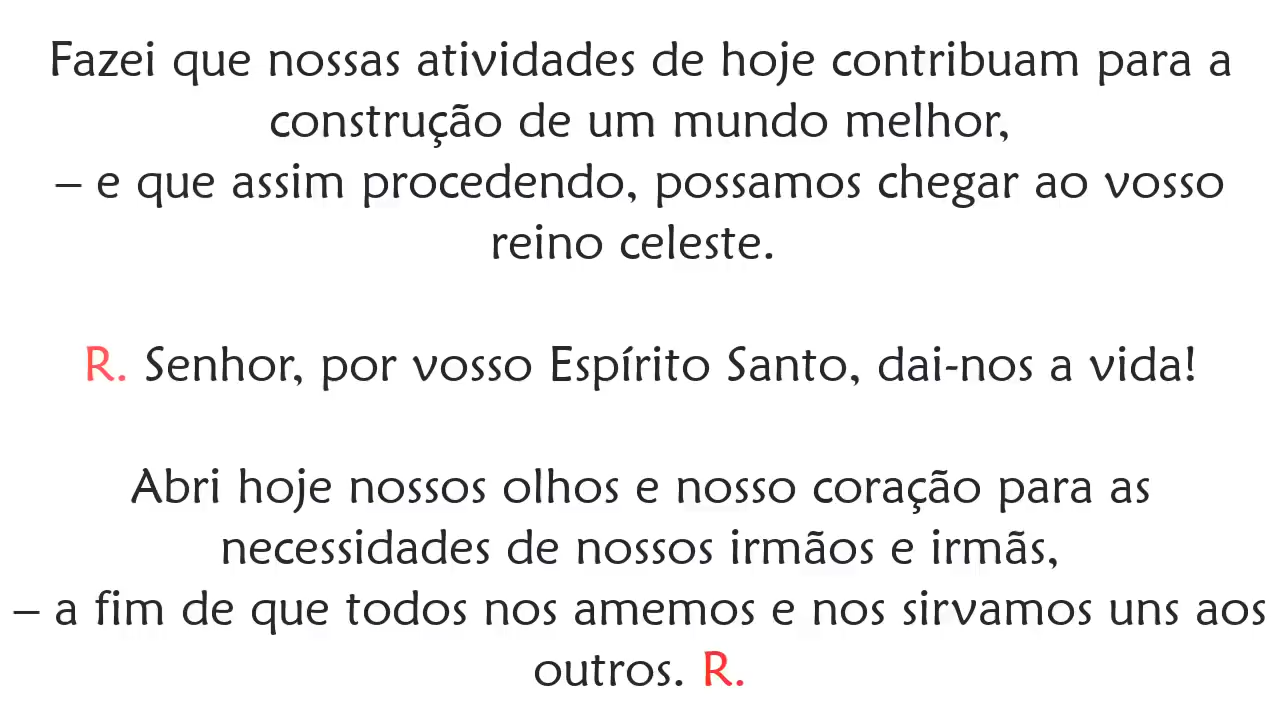 Fazei que nossas atividades de hoje contribuam para a
construção de um mundo melhor,
– e que assim procedendo, possamos chegar ao vosso
reino celeste.
R. Senhor, por vosso Espírito Santo, dai-nos a vida!
Abri hoje nossos olhos e nosso coração para as
necessidades de nossos irmãos e irmãs,
– a fim de que todos nos amemos e nos sirvamos uns aos
outros. R.